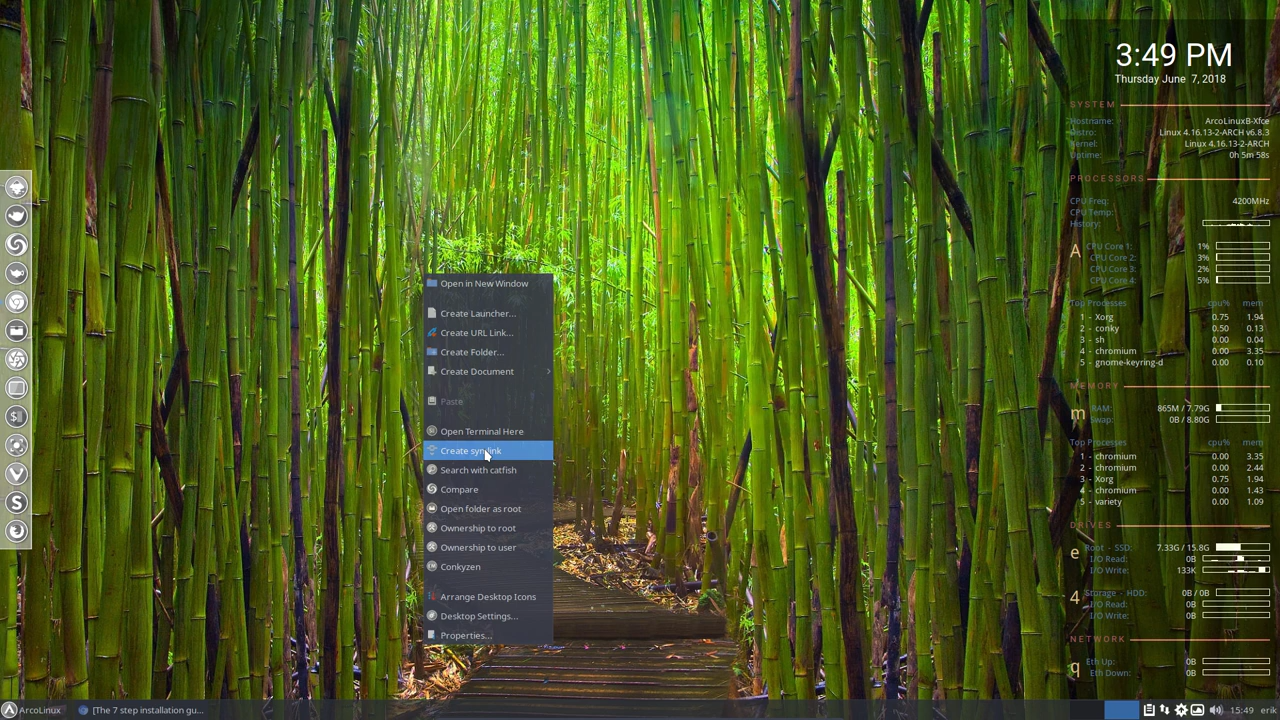 Open in New Window
Create Launcher...
Create URL Link...
Create Folder...
Create Document
Paste
Open Terminal Here
Create symlink
Search with catfish
Compare
Open folder as root
Ownership to root
Ownership to user
Conkyzen
Arrange Desktop Icons
Desktop Settings...
Properties...
3:49 PM
Thursday June 7, 2018
SYSTEM
Hostname: ArcoLinuxB-Xfce
Distro: Linux 4.16.13-2-ARCH v6.8.3
Kernel: Linux 4.16.13-2-ARCH
Uptime: 0h 5m 58s
PROCESSORS
CPU Freq: 4200MHz
CPU Temp:
History:
A
CPU Core 1: 1%
CPU Core 2: 3%
CPU Core 3: 2%
CPU Core 4: 5%
Top Processes cpu% mem
1 - Xorg 0.75 1.94
2 - conky 0.50 0.13
3 - sh 0.00 0.04
4 - chromium 0.00 3.35
5 - gnome-keyring-d 0.00 0.10
MEMORY
m
RAM: 865M / 7.79G
Swap: 0B / 8.80G
Top Processes cpu% mem
1 - chromium 0.00 3.35
2 - chromium 0.00 2.44
3 - Xorg 0.75 1.94
4 - chromium 0.00 1.43
5 - variety 0.00 1.09
DRIVES
e
Root - SSD: 7.33G / 15.8G
I/O Read: 0B
I/O Write: 133K
4
Storage - HDD: 0B / 0B
I/O Read: 0B
I/O Write: 0B
NETWORK
q
Eth Up: 0B
Eth Down: 0B
ArcoLinux [The 7 step installation gu... 15:49 erik